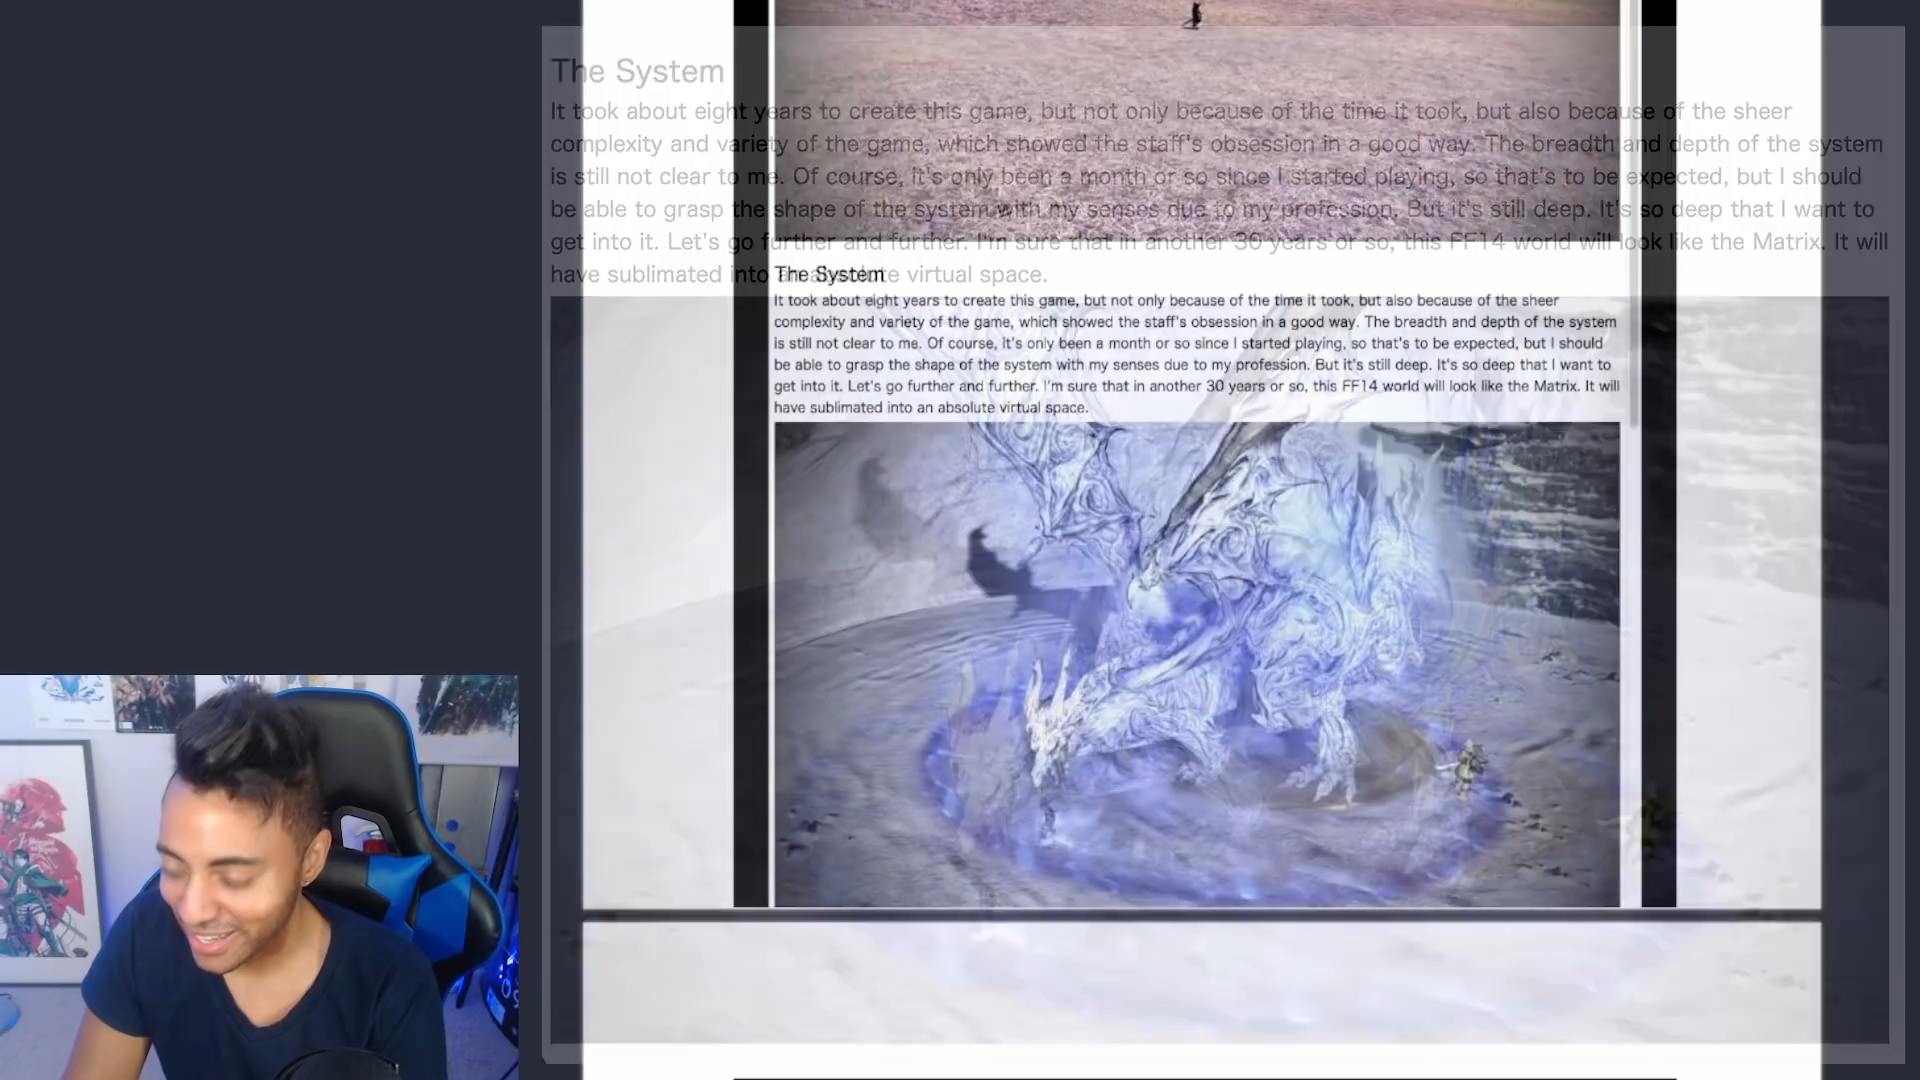 The System
It took about eight years to create this game, but not only because of the time it took, but also because of the sheer
complexity and variety of the game, which showed the staff's obsession in a good way. The breadth and depth of the system
is still not clear to me. Of course, it's only been a month or so since I started playing, so that's to be expected, but I should
be able to grasp the shape of the system with my senses due to my profession. But it's still deep. It's so deep that I want to
get into it. Let's go further and further. I'm sure that in another 30 years or so, this FF14 world will look like the Matrix. It will
have sublimated into an absolute virtual space.
The System
It took about eight years to create this game, but not only because of the time it took, but also because of the sheer
complexity and variety of the game, which showed the staff's obsession in a good way. The breadth and depth of the system
is still not clear to me. Of course, it's only been a month or so since I started playing, so that's to be expected, but I should
be able to grasp the shape of the system with my senses due to my profession. But it's still deep. It's so deep that I want to
get into it. Let's go further and further. I'm sure that in another 30 years or so, this FF14 world will look like the Matrix. It will
have sublimated into an absolute virtual space.